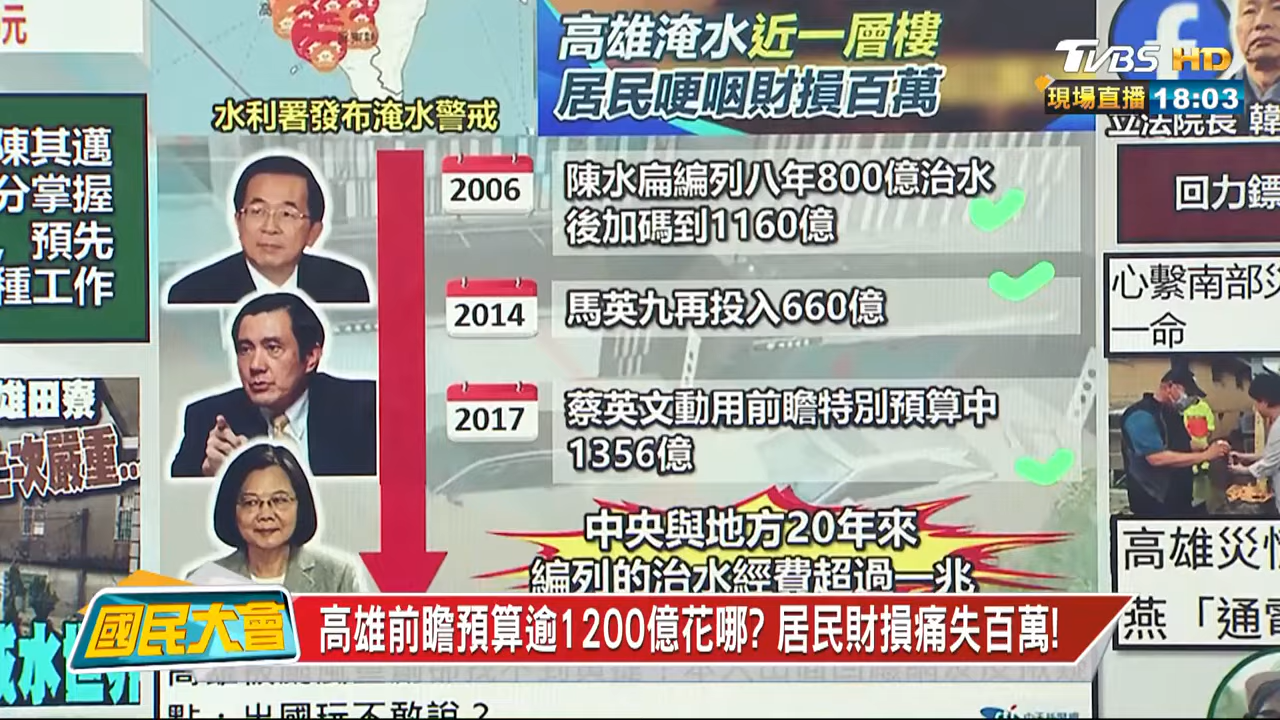 元
高雄淹水近一層樓
居民哽咽財損百萬
TVBS HD
現場直播 18:03
水利署發布淹水警戒
立法院長 韓
陳其邁
分掌握
，預先
種工作
2006
陳水扁編列八年800億治水
後加碼到1160億
回力鏢
2014
馬英九再投入660億
心繫南部災
一命
2017
蔡英文動用前瞻特別預算中
1356億
雄田寮
次嚴重...
中央與地方20年來
編列的治水經費超過一兆
高雄災情
燕「通電
國民大會
高雄前瞻預算逾1200億花哪? 居民財損痛失百萬!
點，出國玩不敢說？